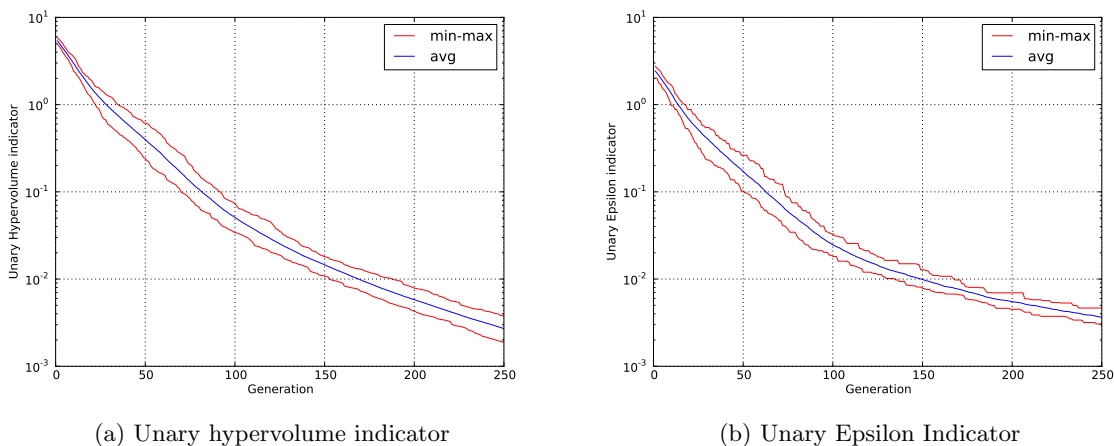 10^1
10^0
10^-1
10^-2
10^-3
Unary Hypervolume indicator
min-max
avg
0 50 100 150 200 250
Generation
(a) Unary hypervolume indicator
10^1
10^0
10^-1
10^-2
10^-3
Unary Epsilon indicator
min-max
avg
0 50 100 150 200 250
Generation
(b) Unary Epsilon Indicator